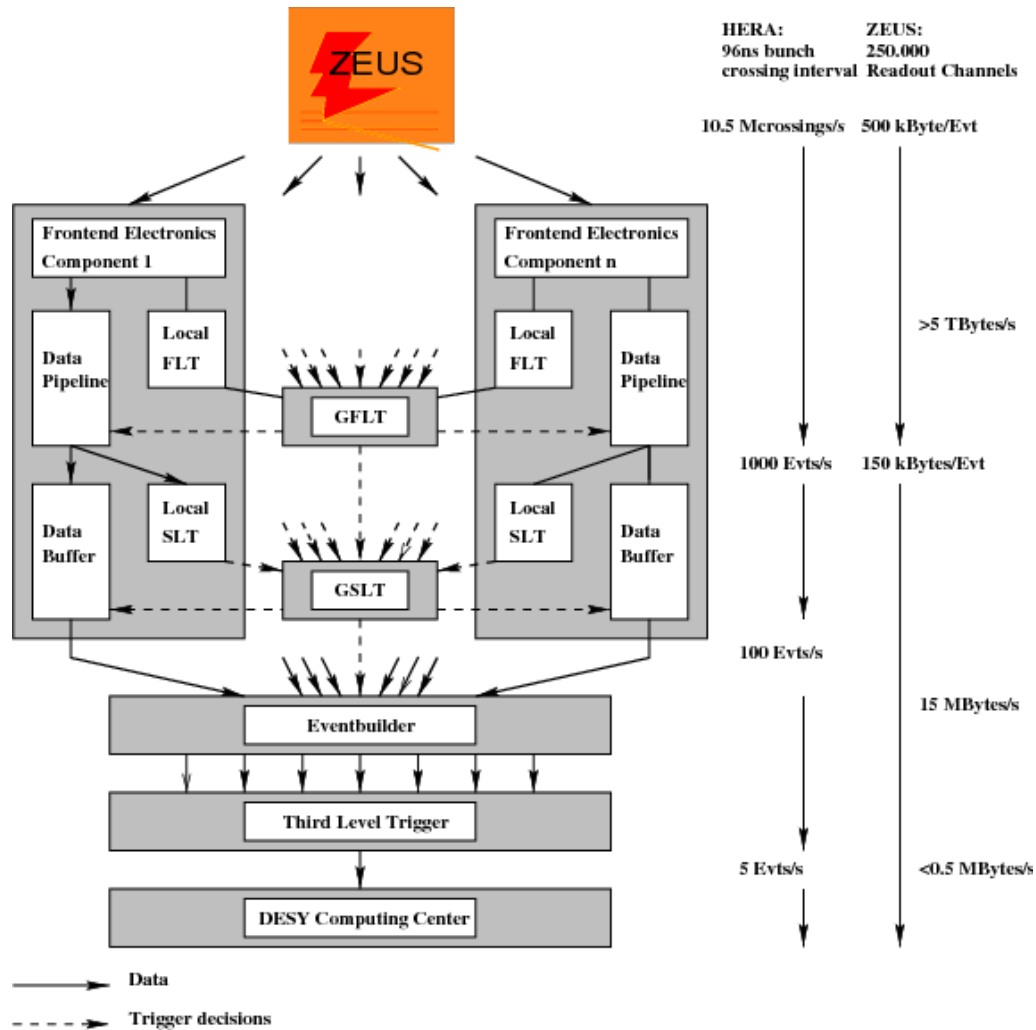 ZEUS
HERA:
96ns bunch
crossing interval
ZEUS:
250.000
Readout Channels
10.5 Mcrossings/s
500 kByte/Evt
Frontend Electronics
Component 1
Frontend Electronics
Component n
Data
Pipeline
Local
FLT
Local
FLT
Data
Pipeline
>5 TBytes/s
GFLT
1000 Evts/s
150 kBytes/Evt
Data
Buffer
Local
SLT
Local
SLT
Data
Buffer
GSLT
100 Evts/s
15 MBytes/s
Eventbuilder
Third Level Trigger
5 Evts/s
<0.5 MBytes/s
DESY Computing Center
Data
Trigger decisions